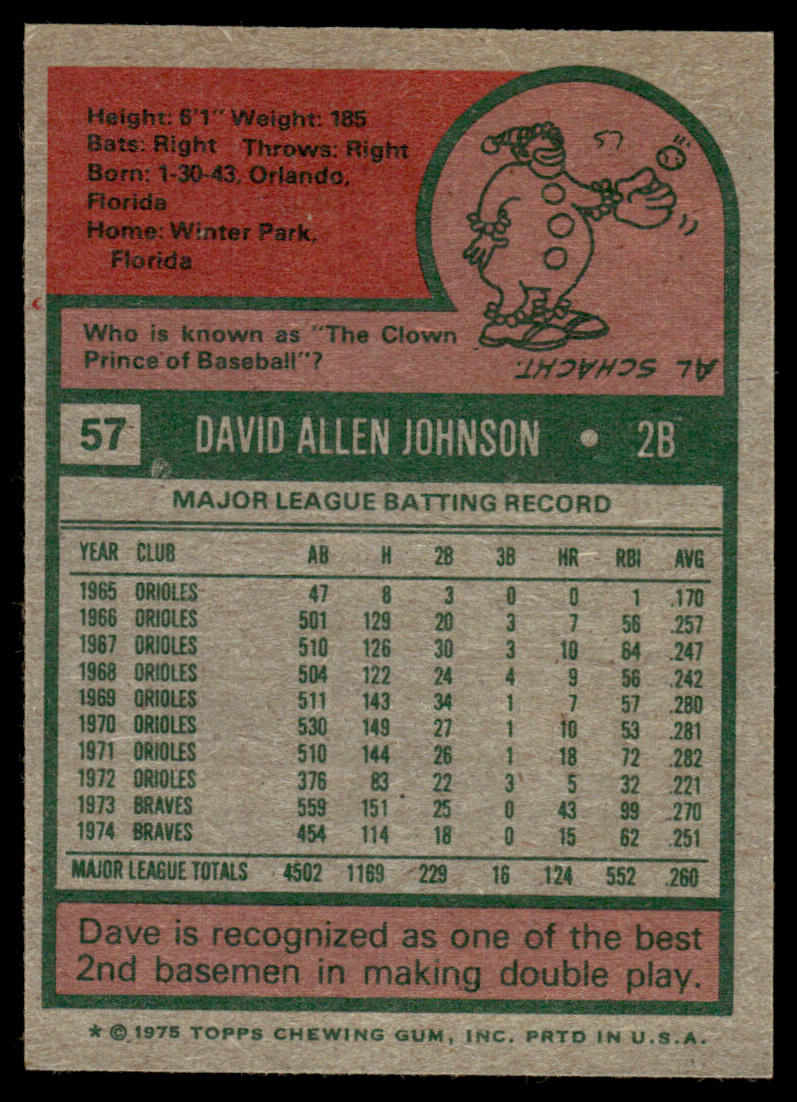 Height: 6'1" Weight: 185
Bats: Right Throws: Right
Born: 1-30-43, Orlando,
Florida
Home: Winter Park,
Florida
Who is known as "The Clown
Prince of Baseball"?
AL SCHACHT.
57 DAVID ALLEN JOHNSON • 2B
MAJOR LEAGUE BATTING RECORD
YEAR CLUB AB H 2B 3B HR RBI AVG
1965 ORIOLES 47 8 3 0 0 1 .170
1966 ORIOLES 501 129 20 3 7 56 .257
1967 ORIOLES 510 126 30 3 10 64 .247
1968 ORIOLES 504 122 24 4 9 56 .242
1969 ORIOLES 511 143 34 1 7 57 .280
1970 ORIOLES 530 149 27 1 10 53 .281
1971 ORIOLES 510 144 26 1 18 72 .282
1972 ORIOLES 376 83 22 3 5 32 .221
1973 BRAVES 559 151 25 0 43 99 .270
1974 BRAVES 454 114 18 0 15 62 .251
MAJOR LEAGUE TOTALS 4502 1169 229 16 124 552 .260
Dave is recognized as one of the best
2nd basemen in making double play.
* © 1975 TOPPS CHEWING GUM, INC. PRTD IN U.S.A.